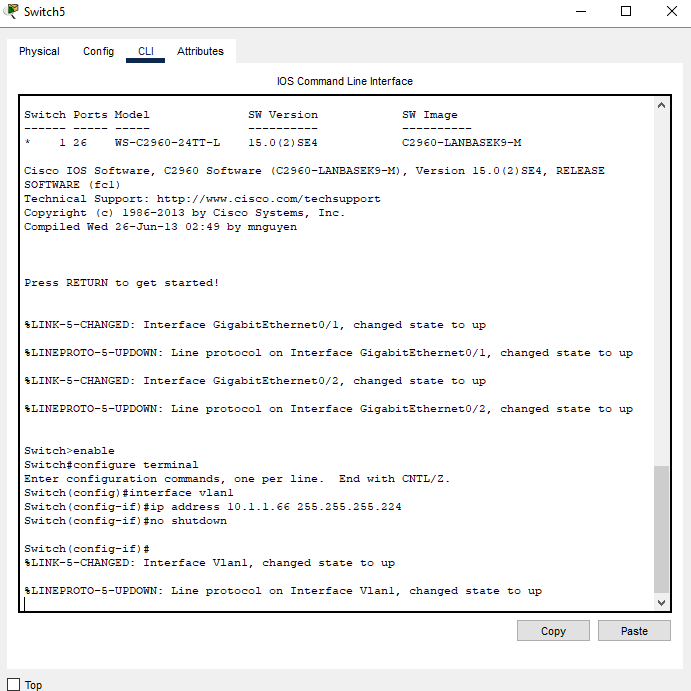 Switch5
Physical Config CLI Attributes
IOS Command Line Interface
Switch Ports Model SW Version SW Image
------ ----- ----- ---------- ----------
* 1 26 WS-C2960-24TT-L 15.0(2)SE4 C2960-LANBASEK9-M
Cisco IOS Software, C2960 Software (C2960-LANBASEK9-M), Version 15.0(2)SE4, RELEASE
SOFTWARE (fc1)
Technical Support: http://www.cisco.com/techsupport
Copyright (c) 1986-2013 by Cisco Systems, Inc.
Compiled Wed 26-Jun-13 02:49 by mnguyen
Press RETURN to get started!
%LINK-5-CHANGED: Interface GigabitEthernet0/1, changed state to up
%LINEPROTO-5-UPDOWN: Line protocol on Interface GigabitEthernet0/1, changed state to up
%LINK-5-CHANGED: Interface GigabitEthernet0/2, changed state to up
%LINEPROTO-5-UPDOWN: Line protocol on Interface GigabitEthernet0/2, changed state to up
Switch>enable
Switch#configure terminal
Enter configuration commands, one per line. End with CNTL/Z.
Switch(config)#interface vlan1
Switch(config-if)#ip address 10.1.1.66 255.255.255.224
Switch(config-if)#no shutdown
Switch(config-if)#
%LINK-5-CHANGED: Interface Vlan1, changed state to up
%LINEPROTO-5-UPDOWN: Line protocol on Interface Vlan1, changed state to up
Copy Paste
Top